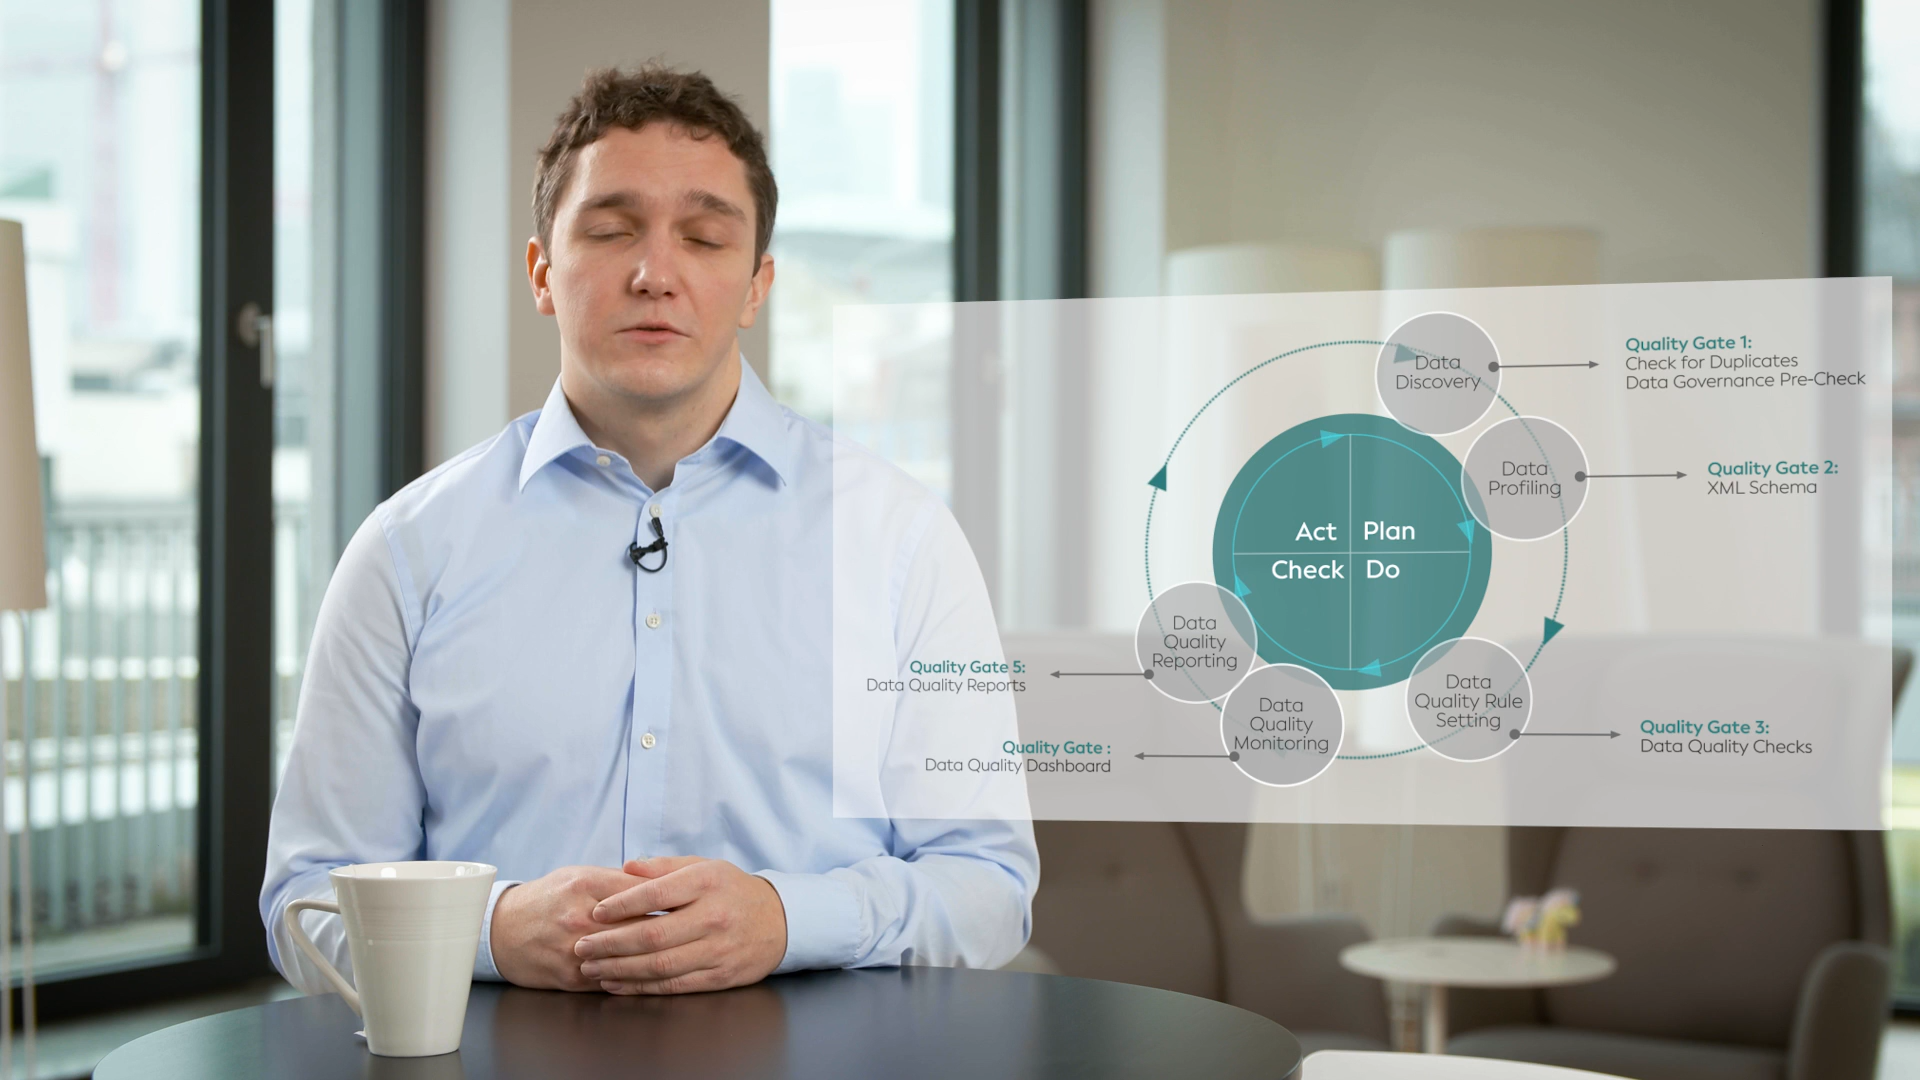 Data
Discovery
Quality Gate 1:
Check for Duplicates
Data Governance Pre-Check
Data
Profiling
Quality Gate 2:
XML Schema
Act Plan
Check Do
Data
Quality
Reporting
Quality Gate 5:
Data Quality Reports
Data
Quality Rule
Setting
Quality Gate 3:
Data Quality Checks
Data
Quality
Monitoring
Quality Gate :
Data Quality Dashboard